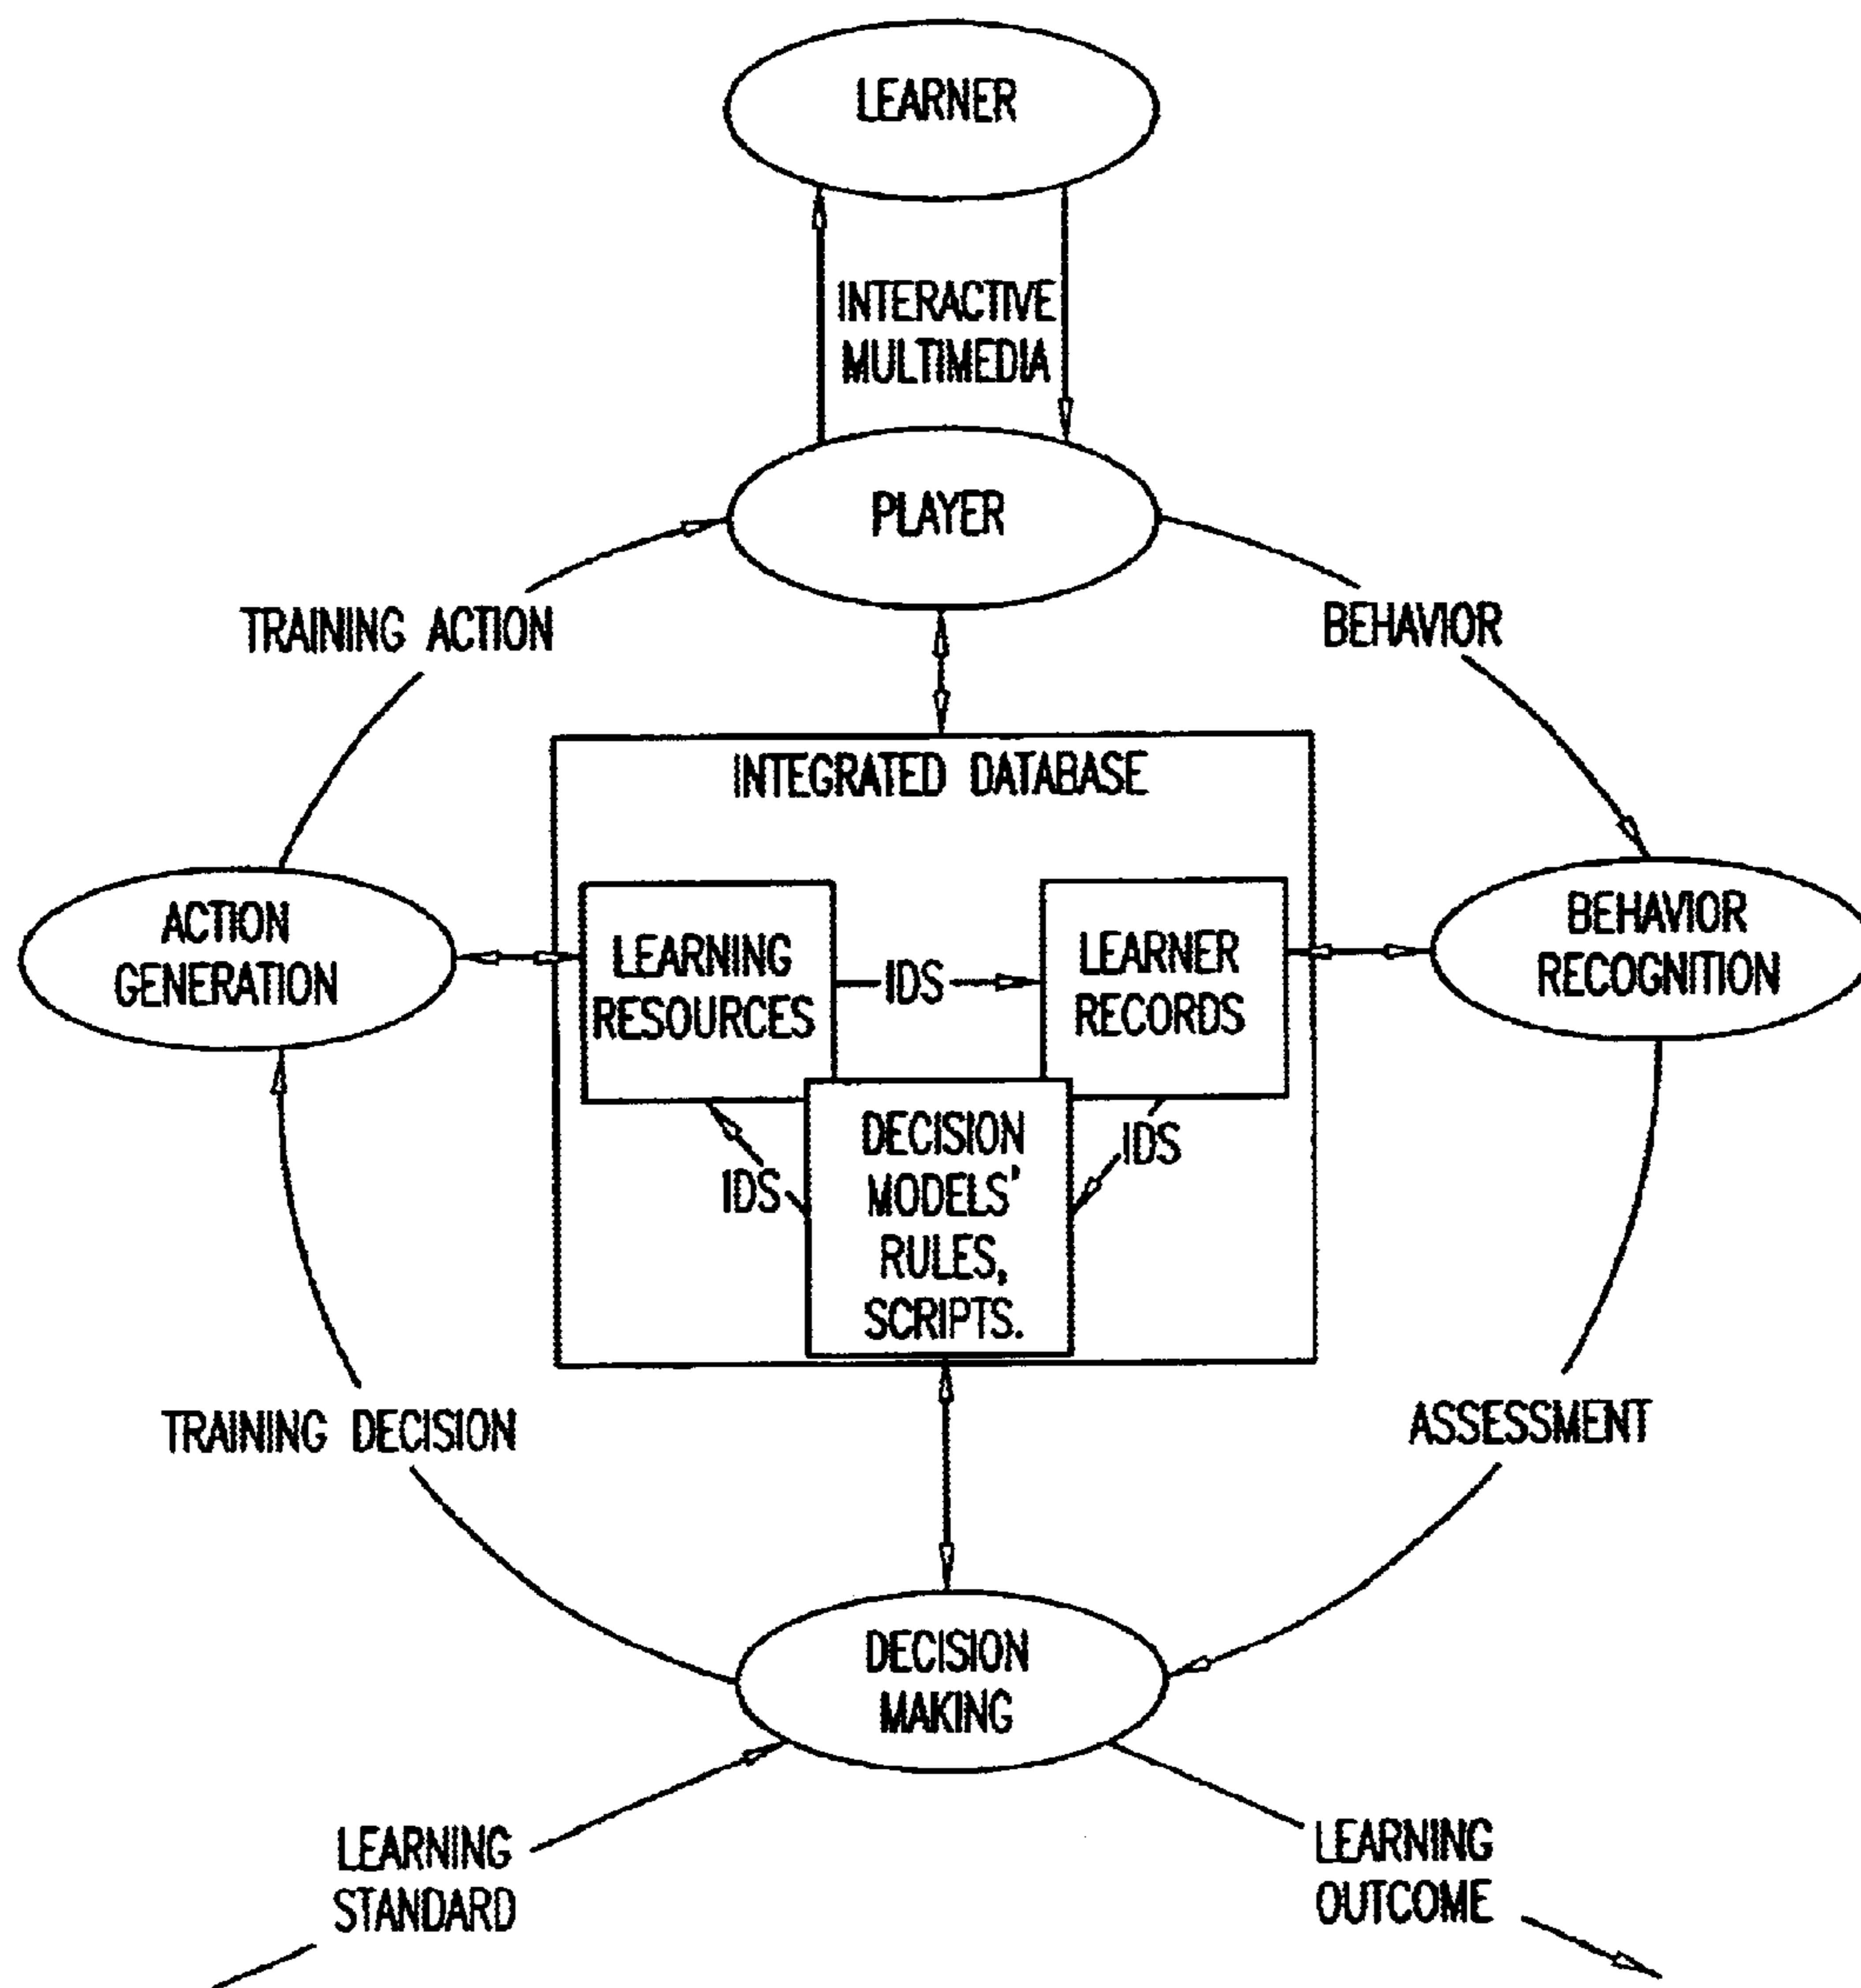 LEARNER
INTERACTIVE
MULTIMEDIA
PLAYER
TRAINING ACTION
BEHAVIOR
INTEGRATED DATABASE
ACTION
GENERATION
LEARNING
RESOURCES
IDS
LEARNER
RECORDS
BEHAVIOR
RECOGNITION
IDS
IDS
DECISION
MODELS'
RULES,
SCRIPTS.
TRAINING DECISION
ASSESSMENT
DECISION
MAKING
LEARNING
STANDARD
LEARNING
OUTCOME